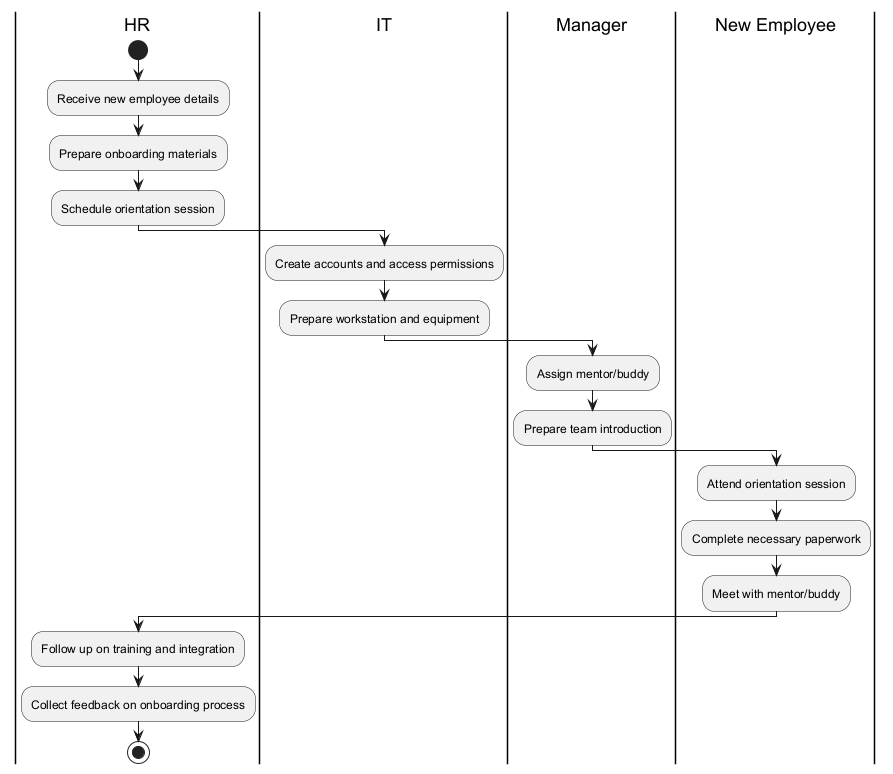 HR
IT
Manager
New Employee
Receive new employee details
Prepare onboarding materials
Schedule orientation session
Create accounts and access permissions
Prepare workstation and equipment
Assign mentor/buddy
Prepare team introduction
Attend orientation session
Complete necessary paperwork
Meet with mentor/buddy
Follow up on training and integration
Collect feedback on onboarding process